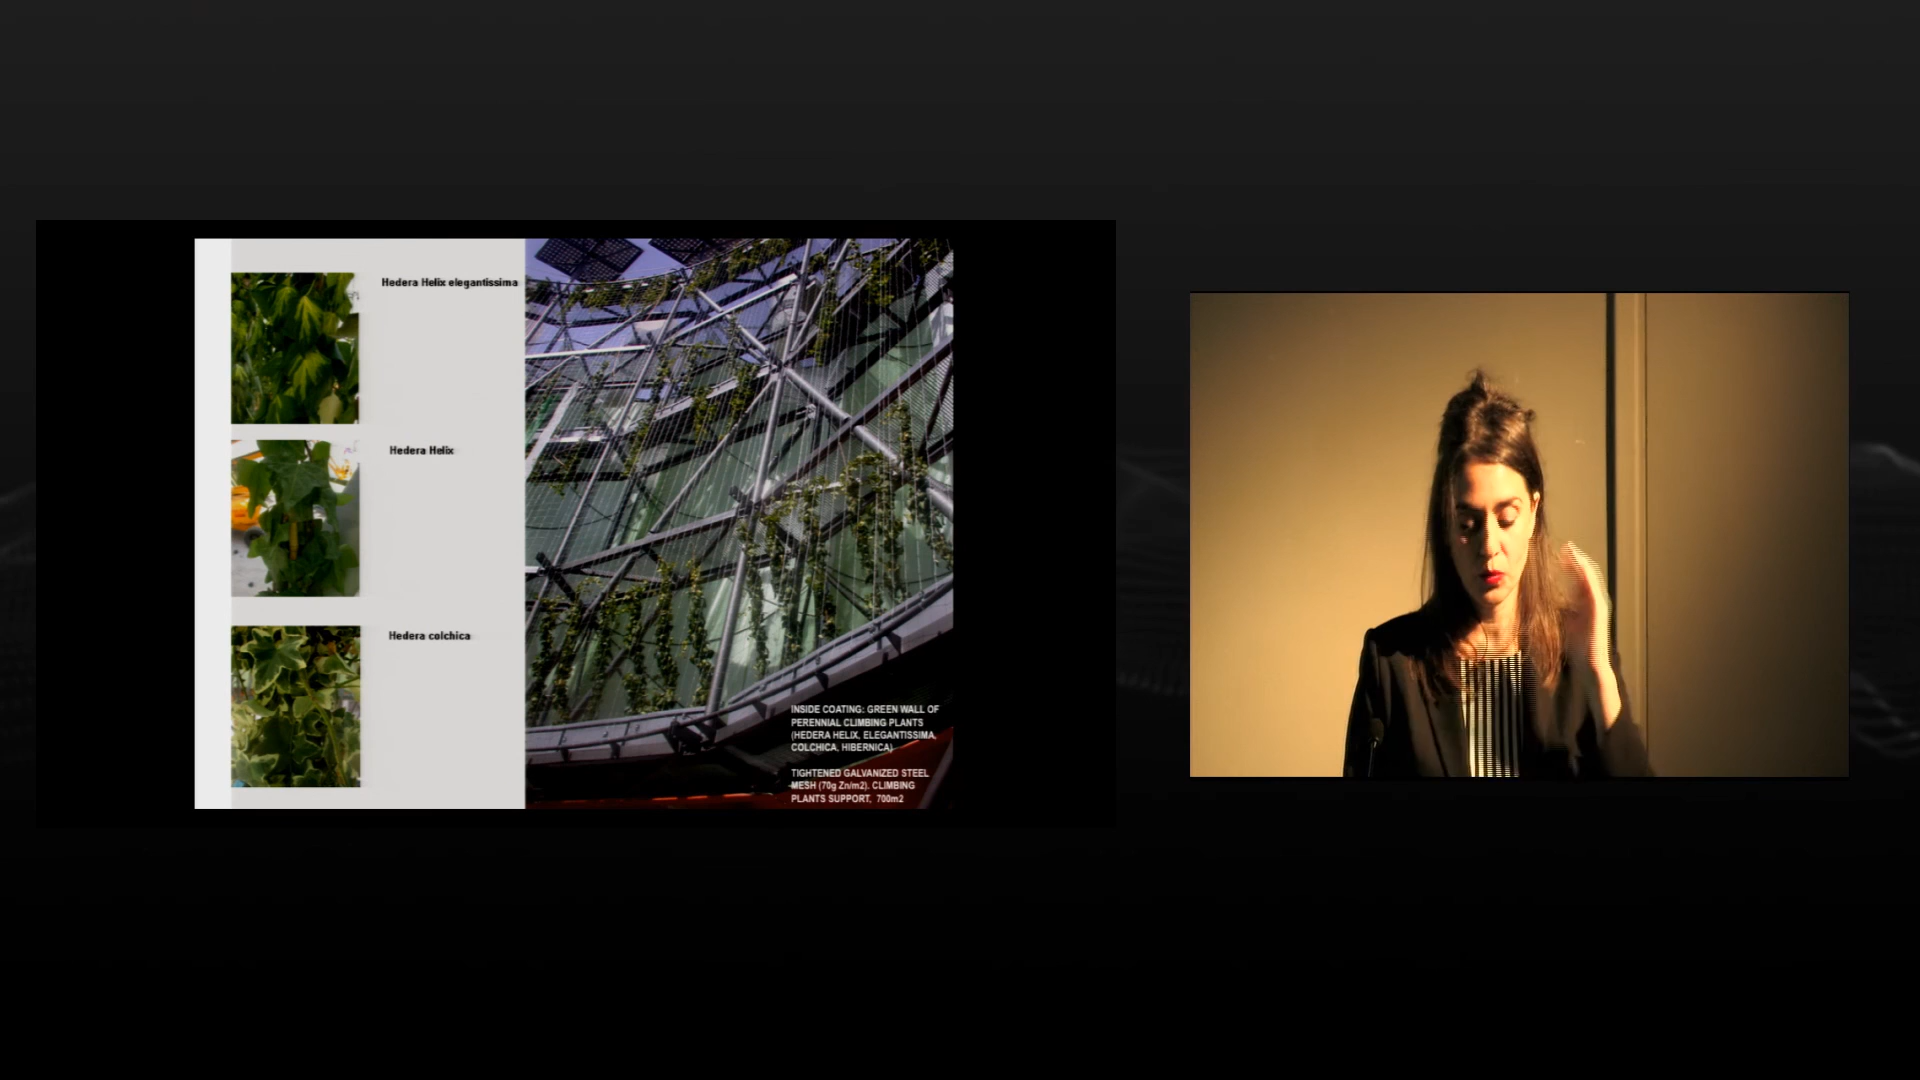 Hedera Helix elegantissima
Hedera Helix
Hedera colchica
INSIDE COATING: GREEN WALL OF
PERENNIAL CLIMBING PLANTS
(HEDERA HELIX, ELEGANTISSIMA,
COLCHICA, HIBERNICA)
TIGHTENED GALVANIZED STEEL
MESH (70g Zn/m2). CLIMBING
PLANTS SUPPORT, 700m2